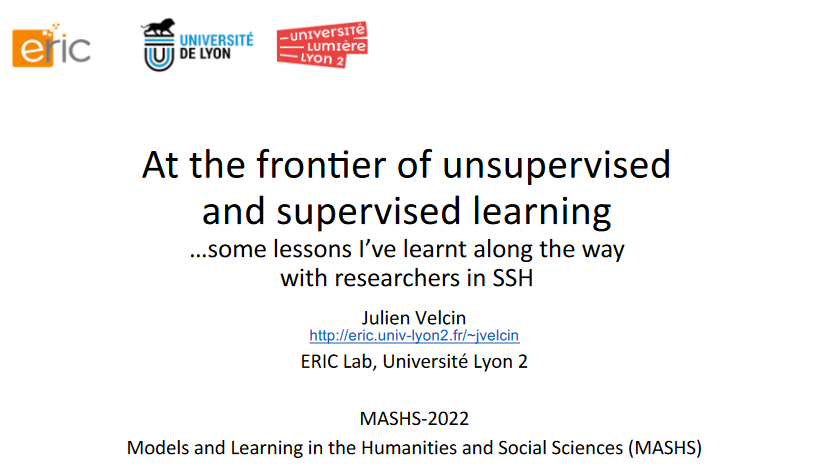 eric
UNIVERSITÉ
DE LYON
UNIVERSITÉ
LUMIÈRE
LYON 2
At the frontier of unsupervised
and supervised learning
...some lessons I've learnt along the way
with researchers in SSH
Julien Velcin
http://eric.univ-lyon2.fr/~jvelcin
ERIC Lab, Université Lyon 2
MASHS-2022
Models and Learning in the Humanities and Social Sciences (MASHS)